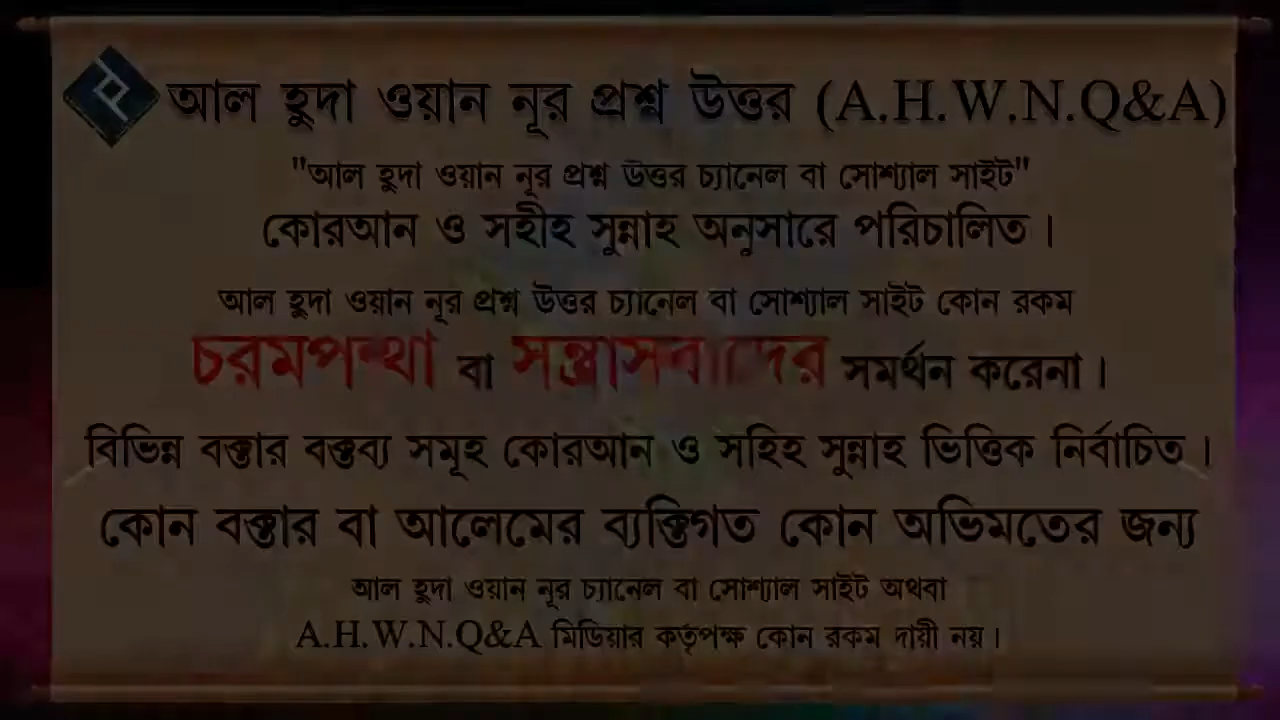 আল হুদা ওয়ান নূর প্রশ্ন উত্তর (A.H.W.N.Q&A)
"আল হুদা ওয়ান নূর প্রশ্ন উত্তর চ্যানেল বা সোশ্যাল সাইট"
কোরআন ও সহীহ সুন্নাহ অনুসারে পরিচালিত।
আল হুদা ওয়ান নূর প্রশ্ন উত্তর চ্যানেল বা সোশ্যাল সাইট কোন রকম
চরমপন্থা বা সন্ত্রাসবাদের সমর্থন করেনা।
বিভিন্ন বক্তার বক্তব্য সমূহ কোরআন ও সহিহ সুন্নাহ ভিত্তিক নির্বাচিত।
কোন বক্তার বা আলেমের ব্যক্তিগত কোন অভিমতের জন্য
আল হুদা ওয়ান নূর চ্যানেল বা সোশ্যাল সাইট অথবা
A.H.W.N.Q&A মিডিয়ার কর্তৃপক্ষ কোন রকম দায়ী নয়।